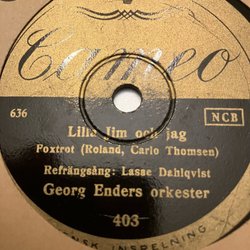 Cameo
636
NCB
Lilla Jim och jag
Foxtrot (Roland, Carlo Thomsen)
Refrängsång: Lasse Dahlqvist
Georg Enders orkester
403
NSK INSPELNING